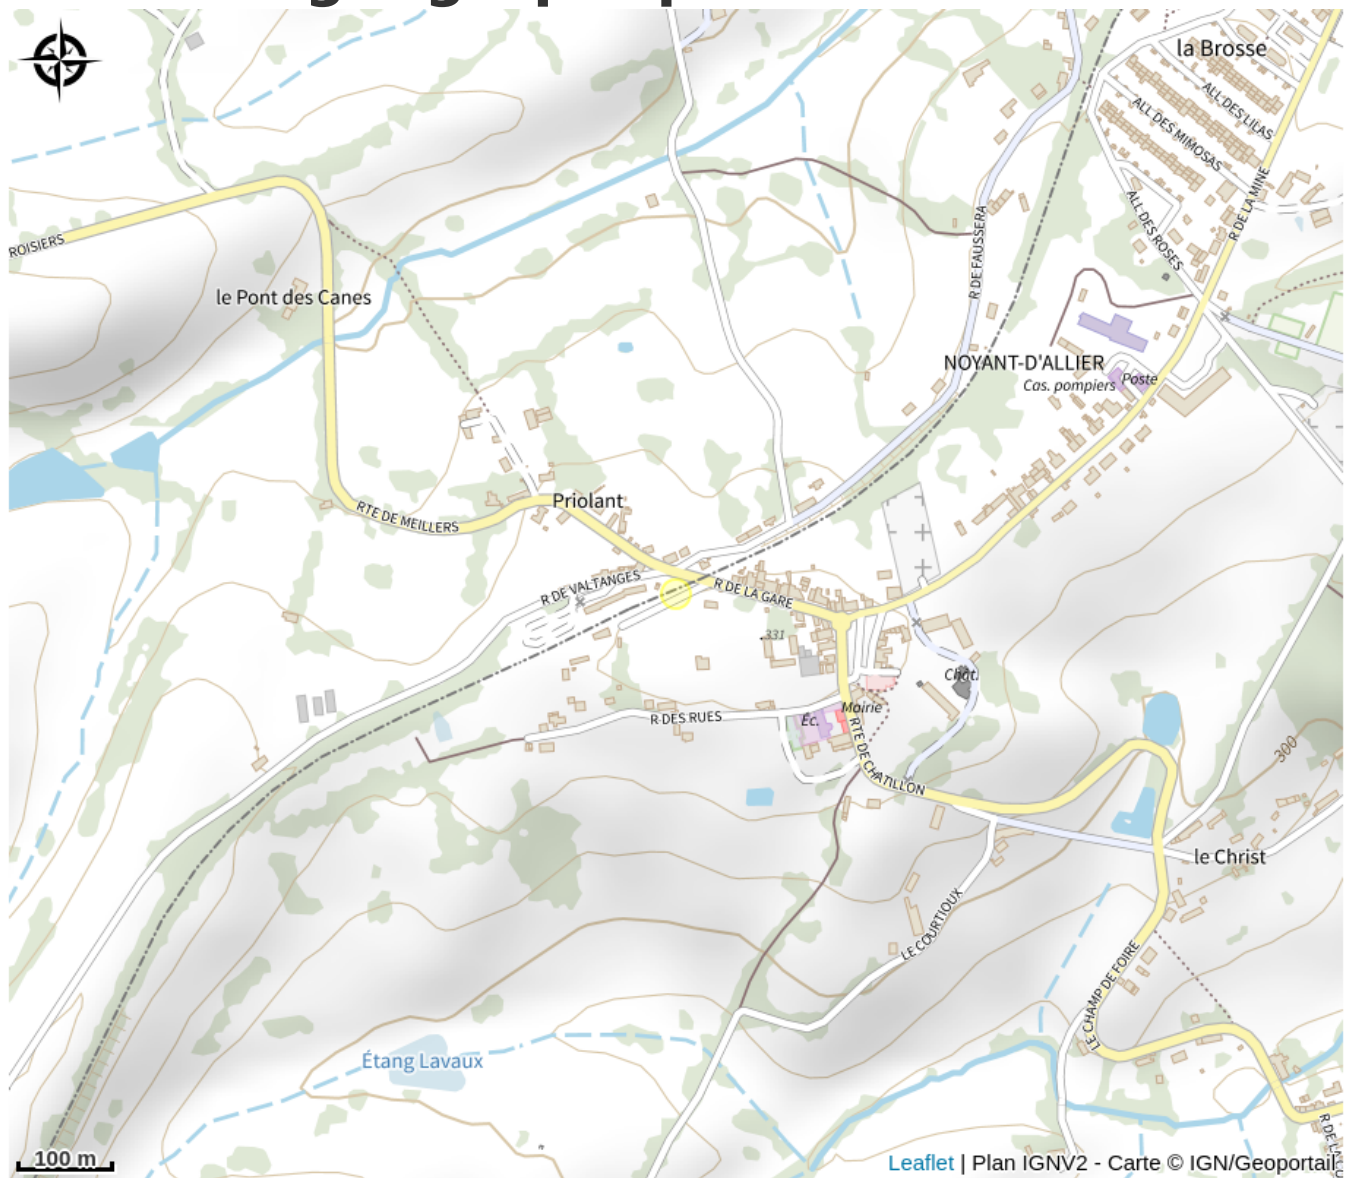 la Brosse
ALL DES LILAS
ALL DES MIMOSAS
R DE LA MINE
ALL DES ROSES
R DE FAUSSERA
ROISIERS
le Pont des Canes
NOYANT-D'ALLIER
Cas. pompiers
Poste
Priolant
RTE DE MEILLERS
R DE VALTANGES
R DE LA GARE
331
Chat.
Mairie
Éc.
R DES RUES
RTE DE CHATILLON
300
le Christ
LE COURTIOUX
LE CHAMP DE FOIRE
Étang Lavaux
100 m
Leaflet | Plan IGNV2 - Carte © IGN/Geoportail